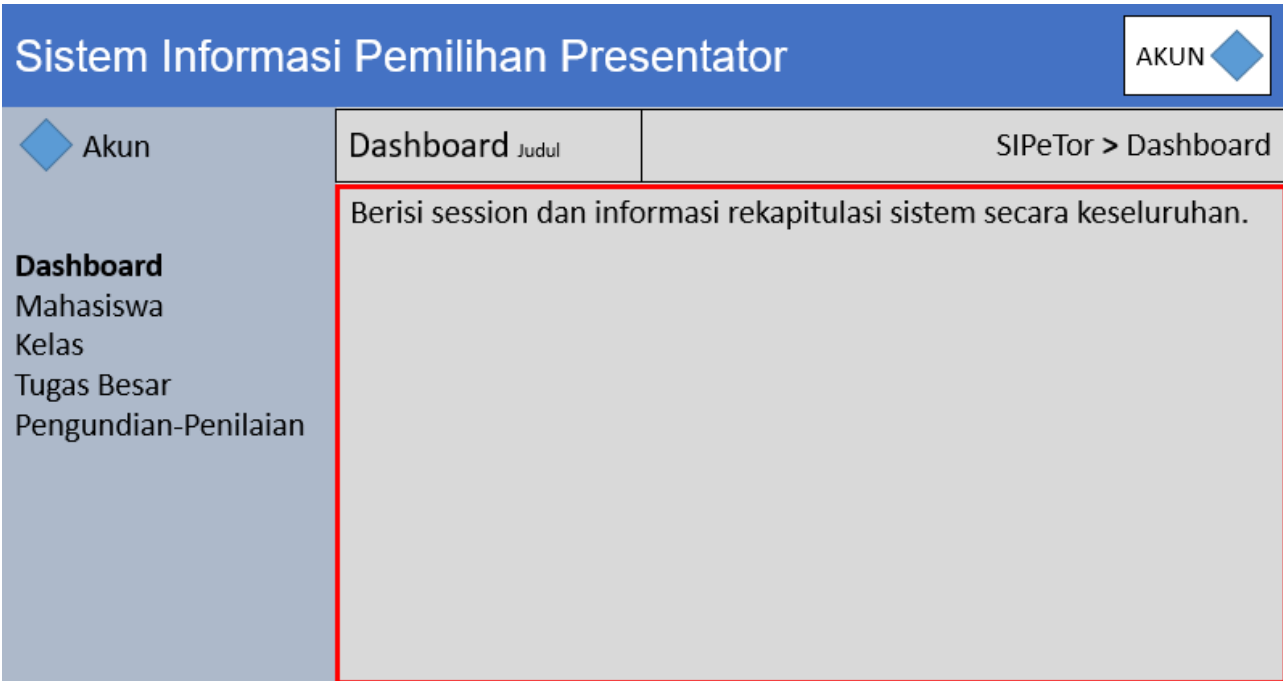 Sistem Informasi Pemilihan Presentator
AKUN
Akun
Dashboard Judul
SIPeTor > Dashboard
Berisi session dan informasi rekapitulasi sistem secara keseluruhan.
Dashboard
Mahasiswa
Kelas
Tugas Besar
Pengundian-Penilaian